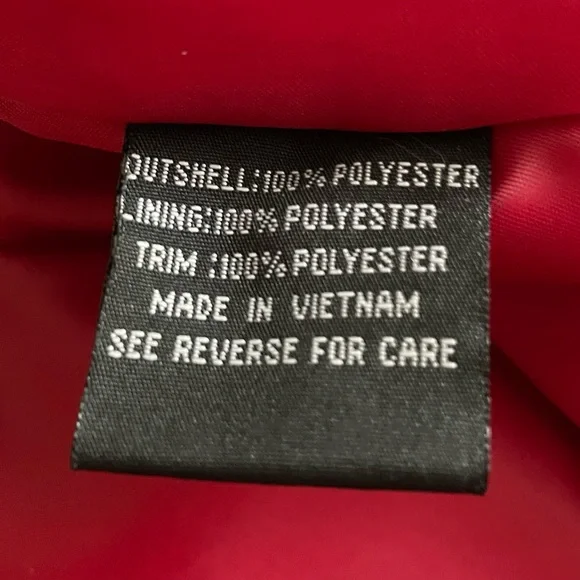 OUTSHELL:100% POLYESTER
LINING:100% POLYESTER
TRIM :100% POLYESTER
MADE IN VIETNAM
SEE REVERSE FOR CARE